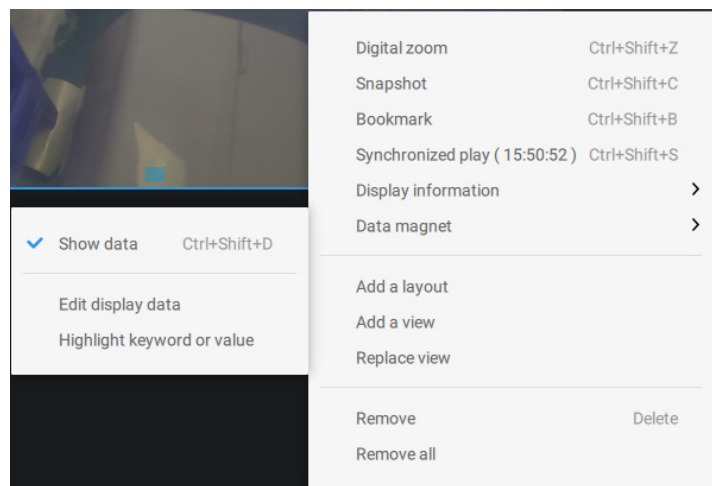 Digital zoom Ctrl+Shift+Z
Snapshot Ctrl+Shift+C
Bookmark Ctrl+Shift+B
Synchronized play ( 15:50:52 ) Ctrl+Shift+S
Display information
Data magnet
Show data Ctrl+Shift+D
Edit display data
Highlight keyword or value
Add a layout
Add a view
Replace view
Remove Delete
Remove all